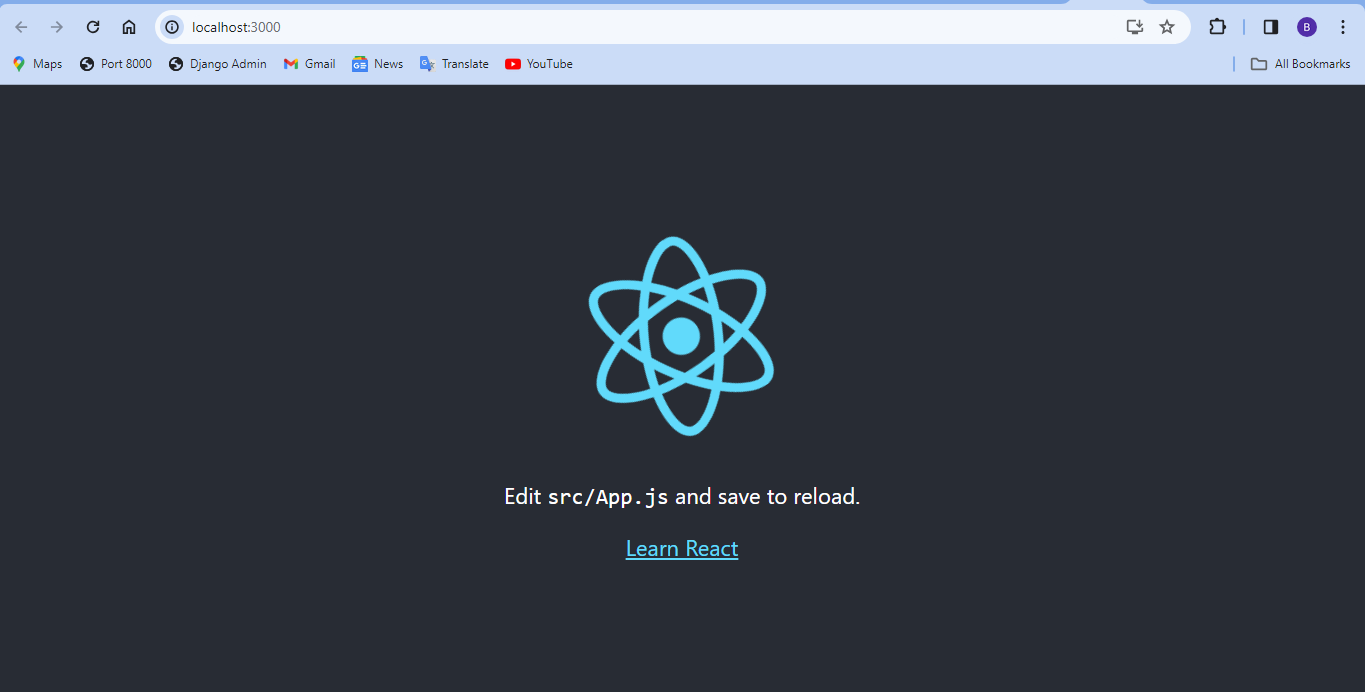 localhost:3000
B
Maps Port 8000 Django Admin Gmail News Translate YouTube All Bookmarks
Edit src/App.js and save to reload.
Learn React